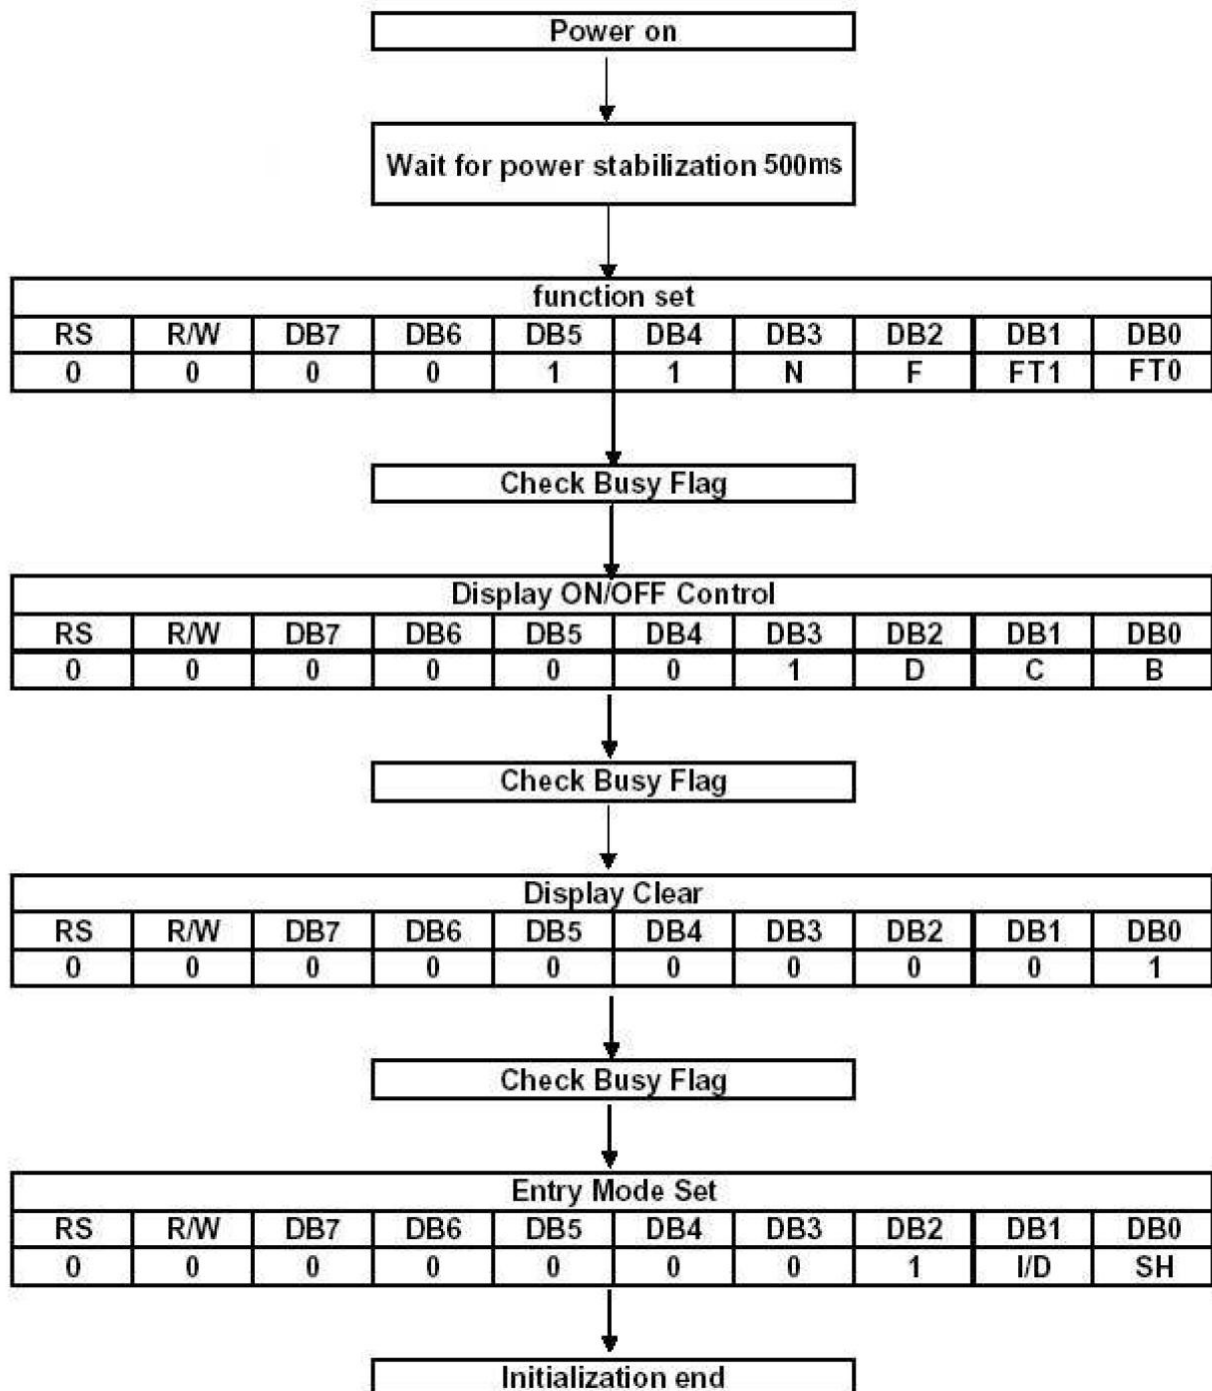 Power on
Wait for power stabilization 500ms
function set
RS R/W DB7 DB6 DB5 DB4 DB3 DB2 DB1 DB0
0 0 0 0 1 1 N F FT1 FT0
Check Busy Flag
Display ON/OFF Control
RS R/W DB7 DB6 DB5 DB4 DB3 DB2 DB1 DB0
0 0 0 0 0 0 1 D C B
Check Busy Flag
Display Clear
RS R/W DB7 DB6 DB5 DB4 DB3 DB2 DB1 DB0
0 0 0 0 0 0 0 0 0 1
Check Busy Flag
Entry Mode Set
RS R/W DB7 DB6 DB5 DB4 DB3 DB2 DB1 DB0
0 0 0 0 0 0 0 1 I/D SH
Initialization end